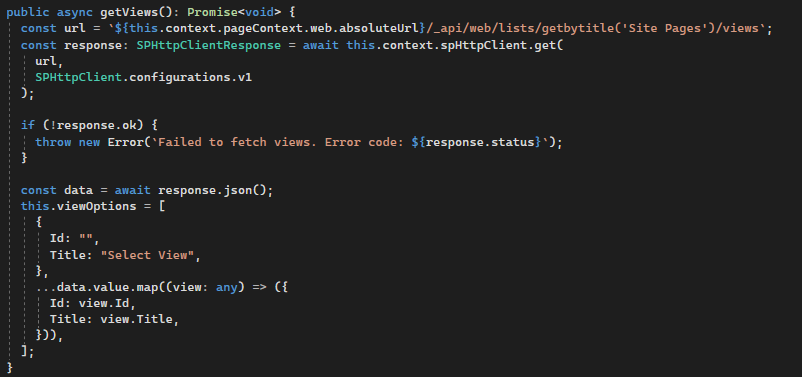 public async getViews(): Promise<void> {
  const url = `${this.context.pageContext.web.absoluteUrl}/_api/web/lists/getbytitle('Site Pages')/views`;
  const response: SPHttpClientResponse = await this.context.spHttpClient.get(
    url,
    SPHttpClient.configurations.v1
  );
  if (!response.ok) {
    throw new Error(`Failed to fetch views. Error code: ${response.status}`);
  }
  const data = await response.json();
  this.viewOptions = [
    {
      Id: "",
      Title: "Select View",
    },
    ...data.value.map((view: any) => ({
      Id: view.Id,
      Title: view.Title,
    })),
  ];
}